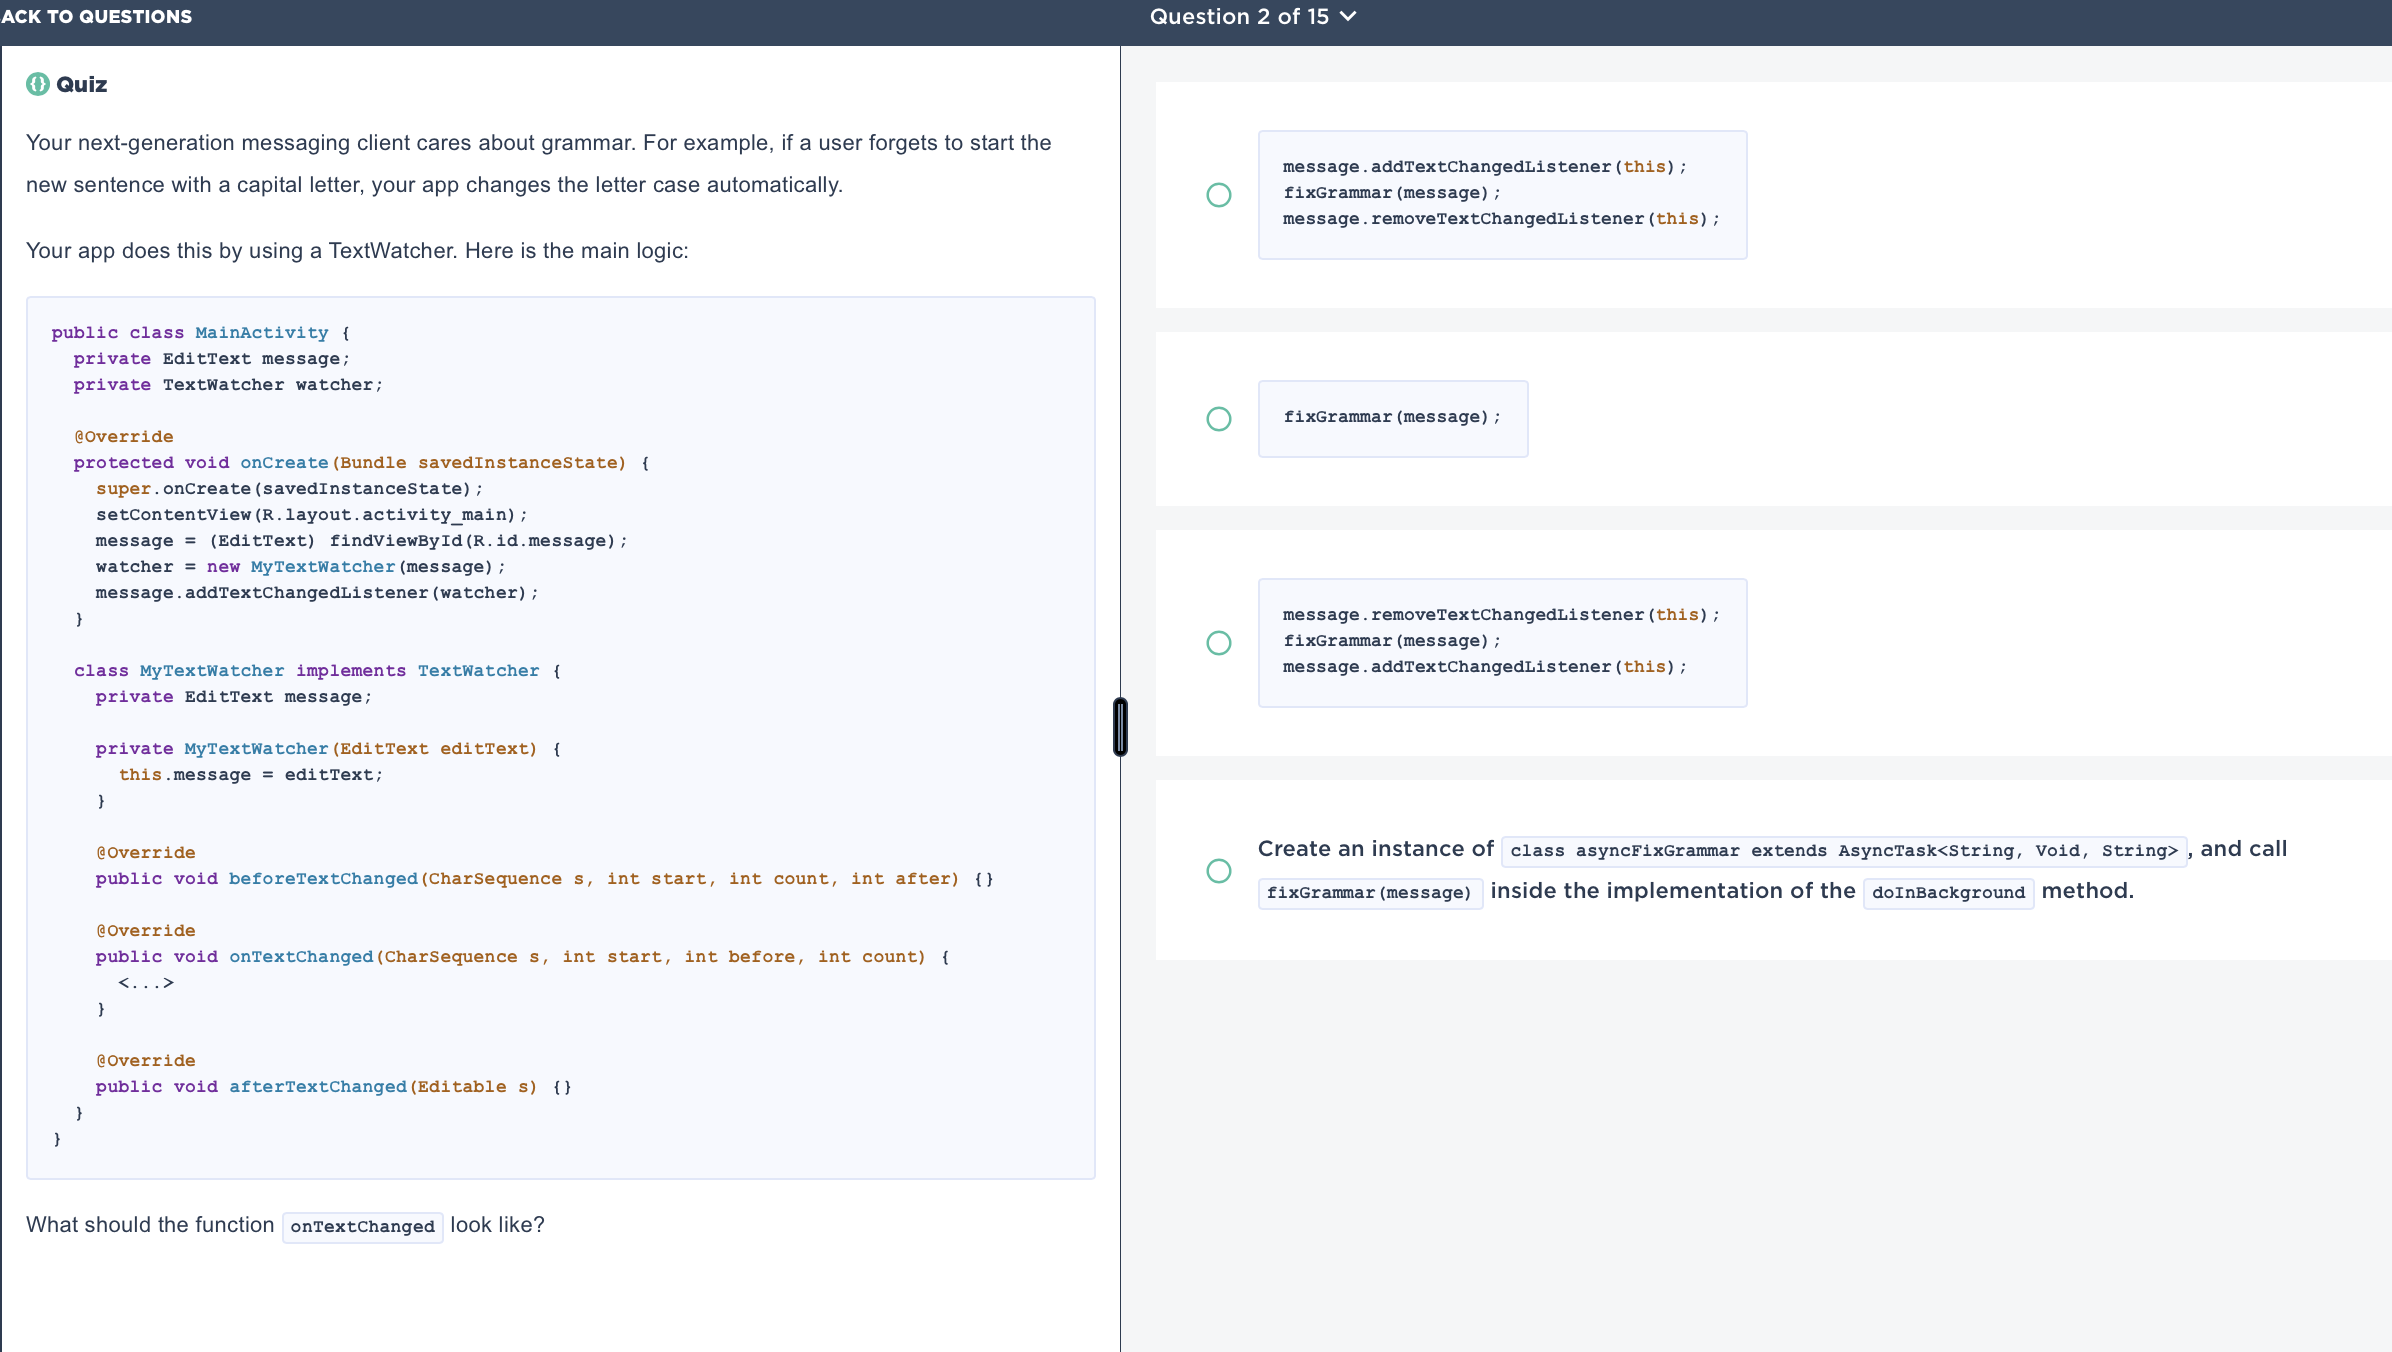 ACK TO QUESTIONS
Question 2 of 15
{} Quiz
Your next-generation messaging client cares about grammar. For example, if a user forgets to start the
new sentence with a capital letter, your app changes the letter case automatically.
Your app does this by using a TextWatcher. Here is the main logic:
public class MainActivity {
  private EditText message;
  private TextWatcher watcher;

  @Override
  protected void onCreate(Bundle savedInstanceState) {
    super.onCreate(savedInstanceState);
    setContentView(R.layout.activity_main);
    message = (EditText) findViewById(R.id.message);
    watcher = new MyTextWatcher(message);
    message.addTextChangedListener(watcher);
  }

  class MyTextWatcher implements TextWatcher {
    private EditText message;

    private MyTextWatcher(EditText editText) {
      this.message = editText;
    }

    @Override
    public void beforeTextChanged(CharSequence s, int start, int count, int after) {}

    @Override
    public void onTextChanged(CharSequence s, int start, int before, int count) {
      <...>
    }

    @Override
    public void afterTextChanged(Editable s) {}
  }
}
What should the function onTextChanged look like?
message.addTextChangedListener(this);
fixGrammar(message);
message.removeTextChangedListener(this);
fixGrammar(message);
message.removeTextChangedListener(this);
fixGrammar(message);
message.addTextChangedListener(this);
Create an instance of class asyncFixGrammar extends AsyncTask<String, Void, String>, and call
fixGrammar(message) inside the implementation of the doInBackground method.